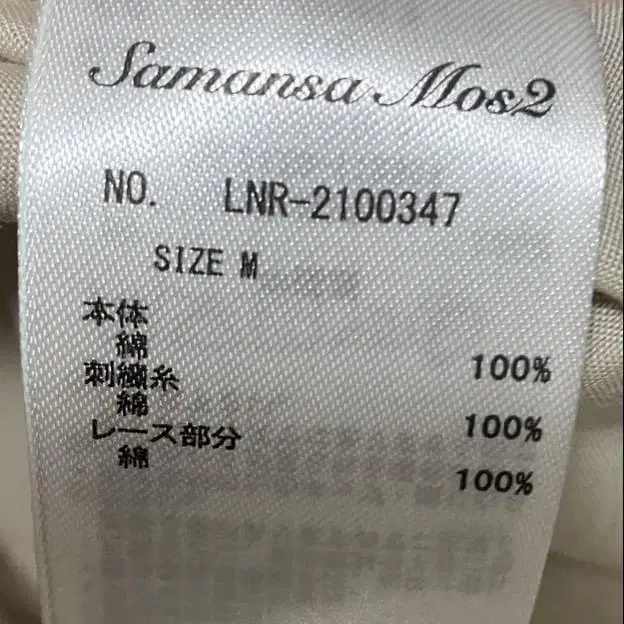 Samansa Mos2
NO. LNR-2100347
SIZE M
本体
綿 100%
刺繍糸
綿 100%
レース部分
綿 100%